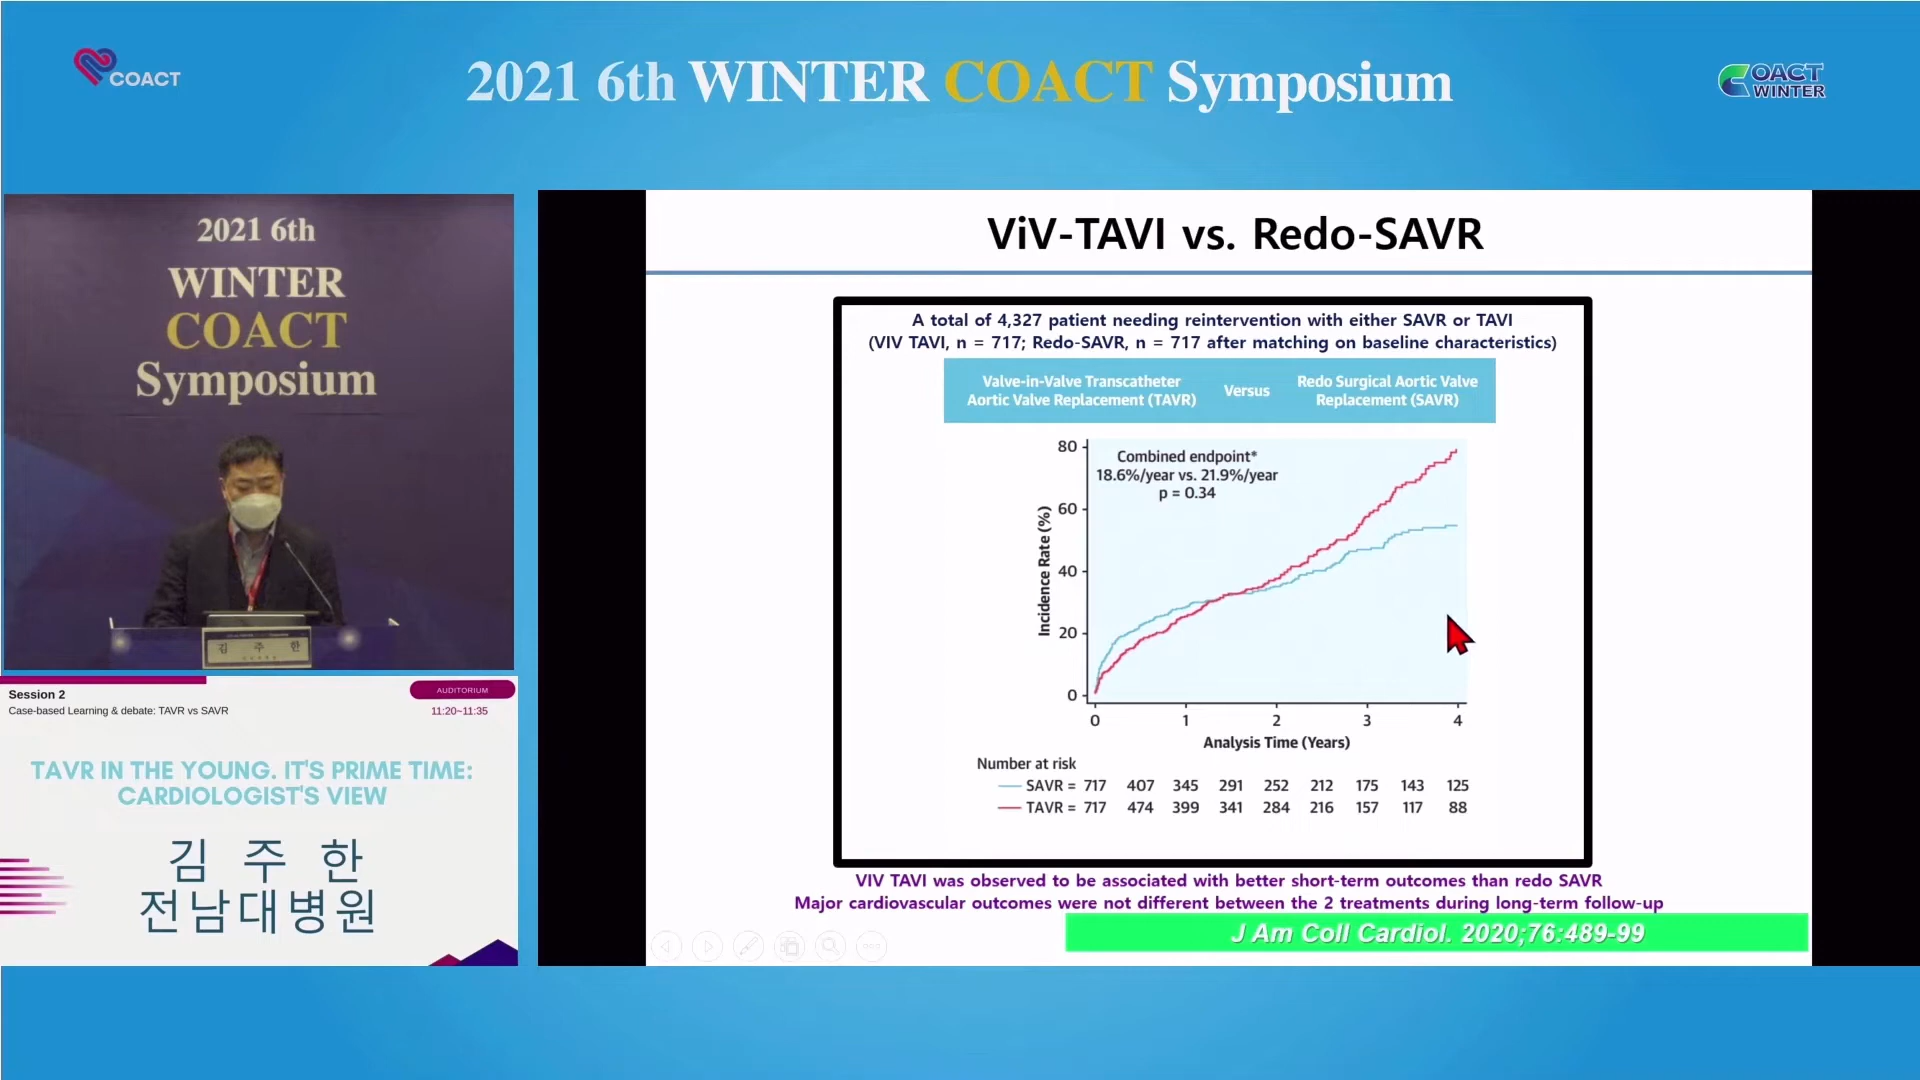 COACT
2021 6th WINTER COACT Symposium
COACT
WINTER
2021 6th
WINTER
COACT
Symposium
김 주 한
Session 2
AUDITORIUM
Case-based Learning & debate: TAVR vs SAVR
11:20~11:35
TAVR IN THE YOUNG. IT'S PRIME TIME:
CARDIOLOGIST'S VIEW
김 주 한
전남대병원
ViV-TAVI vs. Redo-SAVR
A total of 4,327 patient needing reintervention with either SAVR or TAVI
(VIV TAVI, n = 717; Redo-SAVR, n = 717 after matching on baseline characteristics)
Valve-in-Valve Transcatheter
Aortic Valve Replacement (TAVR)
Versus
Redo Surgical Aortic Valve
Replacement (SAVR)
Combined endpoint*
18.6%/year vs. 21.9%/year
p = 0.34
Incidence Rate (%)
80
60
40
20
0
0 1 2 3 4
Analysis Time (Years)
Number at risk
SAVR = 717 407 345 291 252 212 175 143 125
TAVR = 717 474 399 341 284 216 157 117 88
VIV TAVI was observed to be associated with better short-term outcomes than redo SAVR
Major cardiovascular outcomes were not different between the 2 treatments during long-term follow-up
J Am Coll Cardiol. 2020;76:489-99